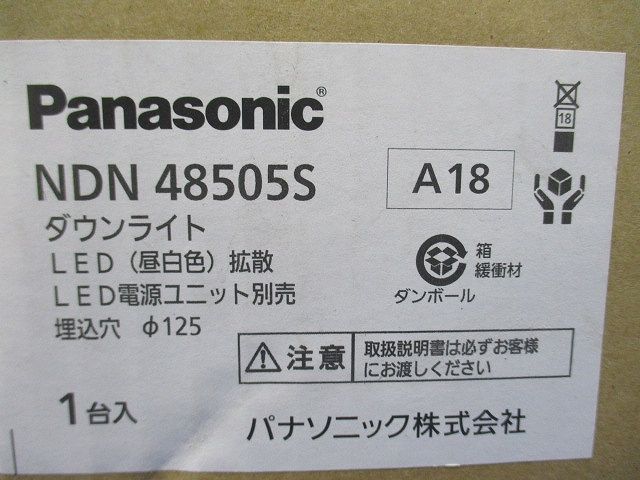 Panasonic®
NDN 48505S
A18
18
ダウンライト
LED（昼白色）拡散
LED電源ユニット別売
埋込穴 φ125
箱
緩衝材
ダンボール
注意
取扱説明書は必ずお客様
にお渡しください
1台入
パナソニック株式会社